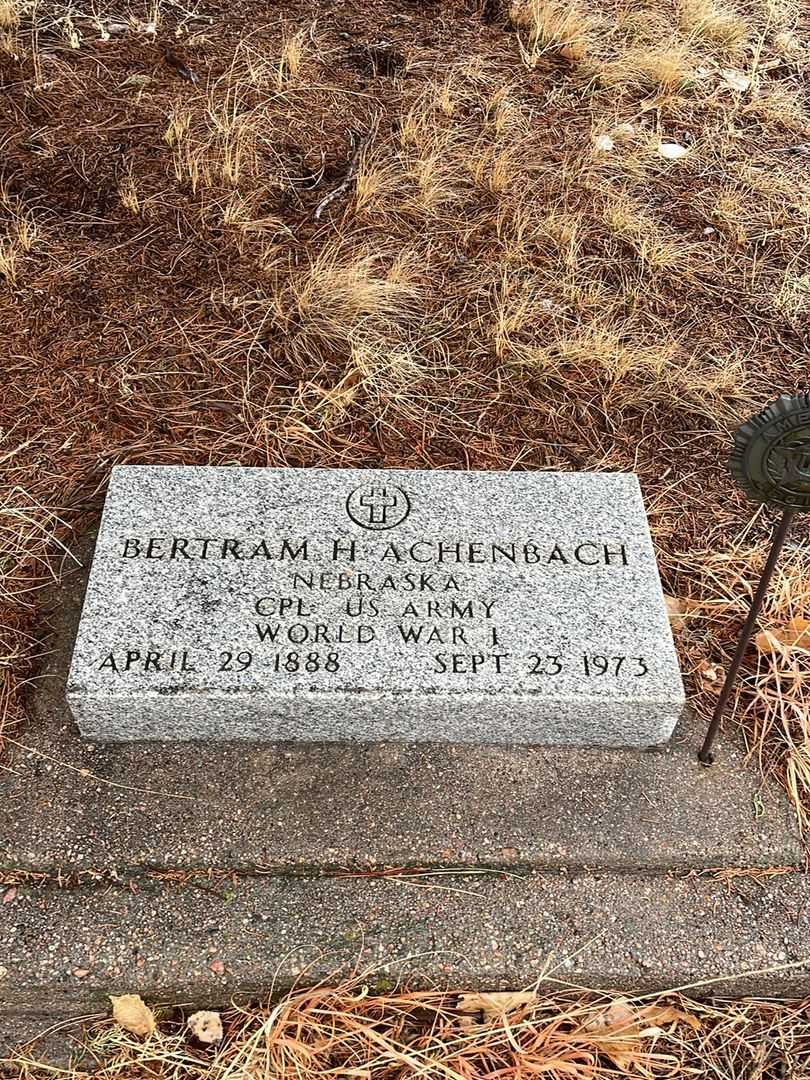 BERTRAM H ACHENBACH
NEBRASKA
CPL US ARMY
WORLD WAR I
APRIL 29 1888 SEPT 23 1973